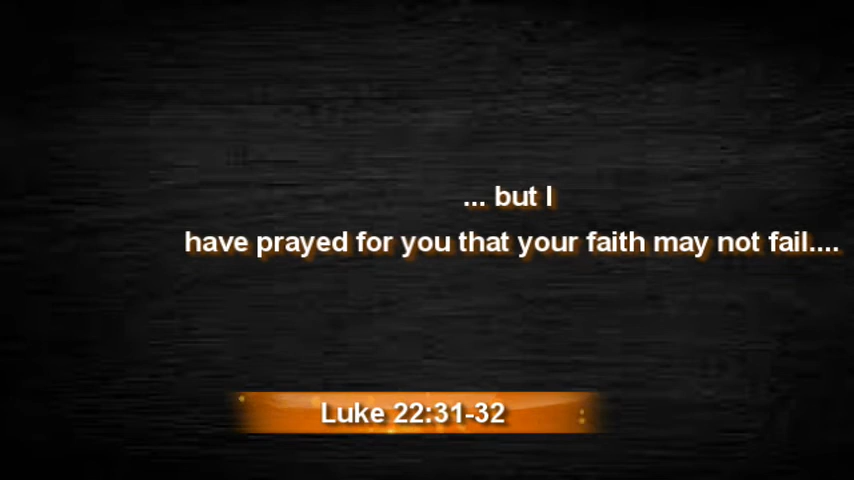 ... but I
have prayed for you that your faith may not fail....
Luke 22:31-32